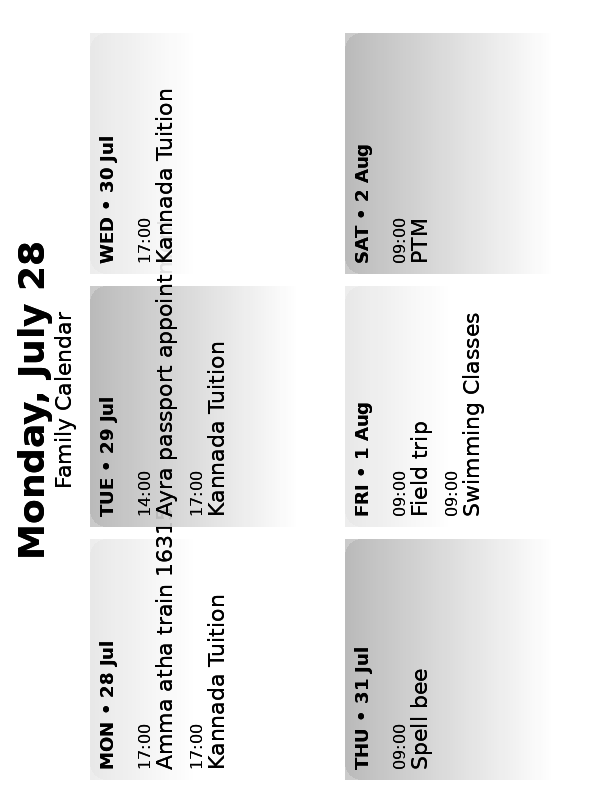 Monday, July 28
Family Calendar
MON • 28 Jul
17:00
Amma atha train 1631
17:00
Kannada Tuition
TUE • 29 Jul
14:00
Ayra passport appoint
17:00
Kannada Tuition
WED • 30 Jul
17:00
Kannada Tuition
THU • 31 Jul
09:00
Spell bee
FRI • 1 Aug
09:00
Field trip
09:00
Swimming Classes
SAT • 2 Aug
09:00
PTM